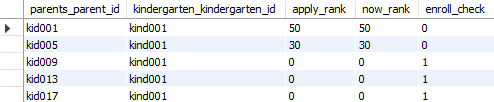 parents_parent_id kindergarten_kindergarten_id apply_rank now_rank enroll_check
kid001 kind001 50 50 0
kid005 kind001 30 30 0
kid009 kind001 0 0 1
kid013 kind001 0 0 1
kid017 kind001 0 0 1